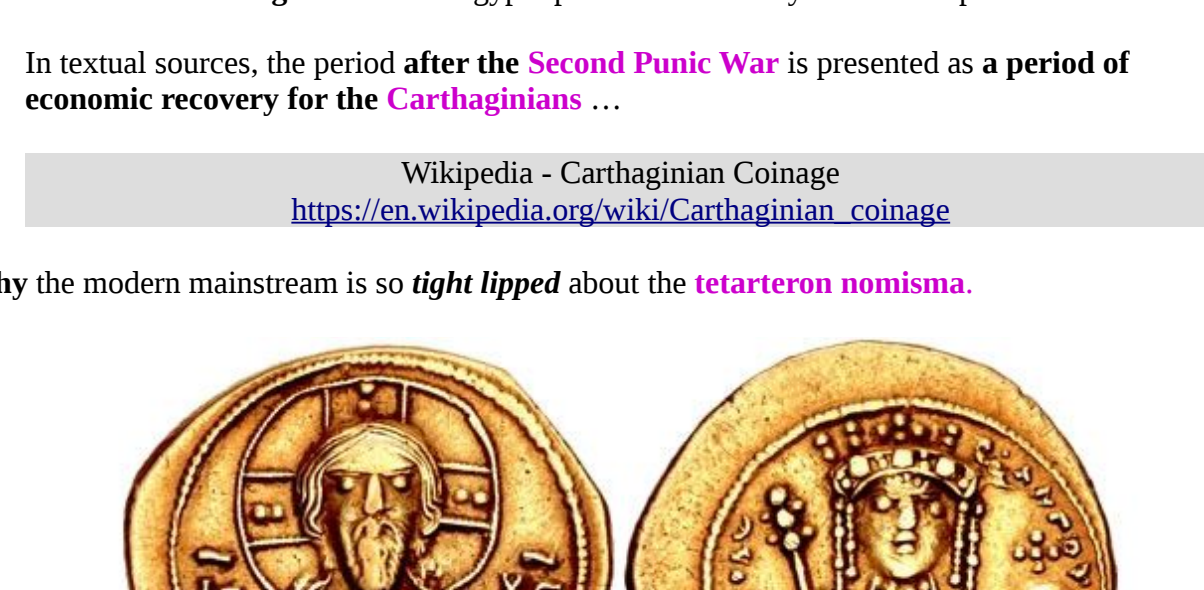 In textual sources, the period after the Second Punic War is presented as a period of
economic recovery for the Carthaginians …
Wikipedia - Carthaginian Coinage
https://en.wikipedia.org/wiki/Carthaginian_coinage
hy the modern mainstream is so tight lipped about the tetarteron nomisma.